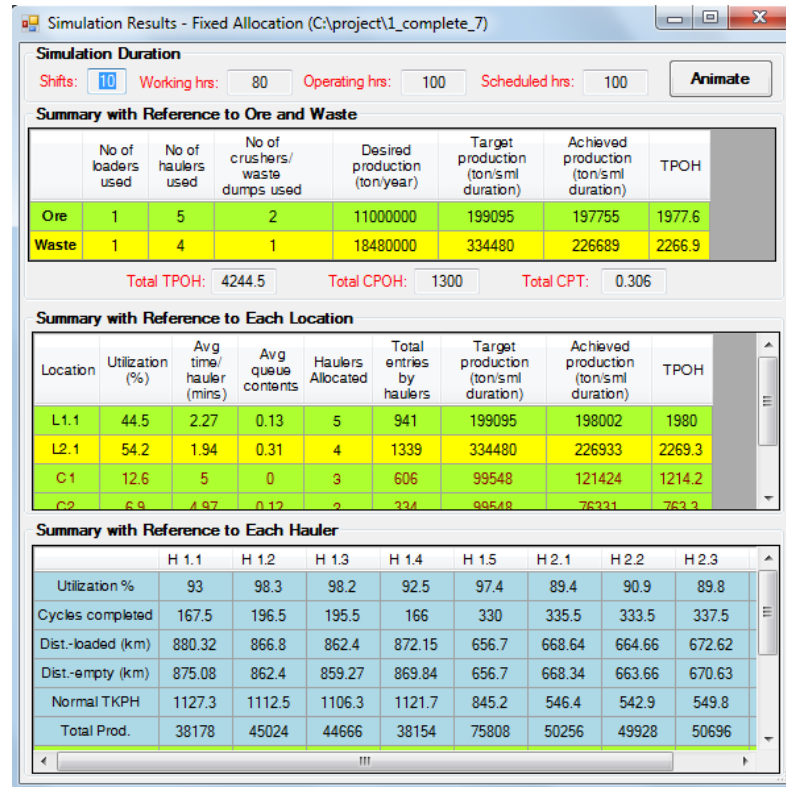 Simulation Results - Fixed Allocation (C:\project\1_complete_7)
Simulation Duration
Shifts: 10 Working hrs: 80 Operating hrs: 100 Scheduled hrs: 100 Animate
Summary with Reference to Ore and Waste
No of loaders used No of haulers used No of crushers/ waste dumps used Desired production (ton/year) Target production (ton/sml duration) Achieved production (ton/sml duration) TPOH
Ore 1 5 2 11000000 199095 197755 1977.6
Waste 1 4 1 18480000 334480 226689 2266.9
Total TPOH: 4244.5 Total CPOH: 1300 Total CPT: 0.306
Summary with Reference to Each Location
Location Utilization (%) Avg time/ hauler (mins) Avg queue contents Haulers Allocated Total entries by haulers Target production (ton/sml duration) Achieved production (ton/sml duration) TPOH
L1.1 44.5 2.27 0.13 5 941 199095 198002 1980
L2.1 54.2 1.94 0.31 4 1339 334480 226933 2269.3
C1 12.6 5 0 3 606 99548 121424 1214.2
C2 6.9 4.97 0.12 2 334 99548 76331 763.3
Summary with Reference to Each Hauler
H 1.1 H 1.2 H 1.3 H 1.4 H 1.5 H 2.1 H 2.2 H 2.3
Utilization % 93 98.3 98.2 92.5 97.4 89.4 90.9 89.8
Cycles completed 167.5 196.5 195.5 166 330 335.5 333.5 337.5
Dist.-loaded (km) 880.32 866.8 862.4 872.15 656.7 668.64 664.66 672.62
Dist.-empty (km) 875.08 862.4 859.27 869.84 656.7 668.34 663.66 670.63
Normal TKPH 1127.3 1112.5 1106.3 1121.7 845.2 546.4 542.9 549.8
Total Prod. 38178 45024 44666 38154 75808 50256 49928 50696